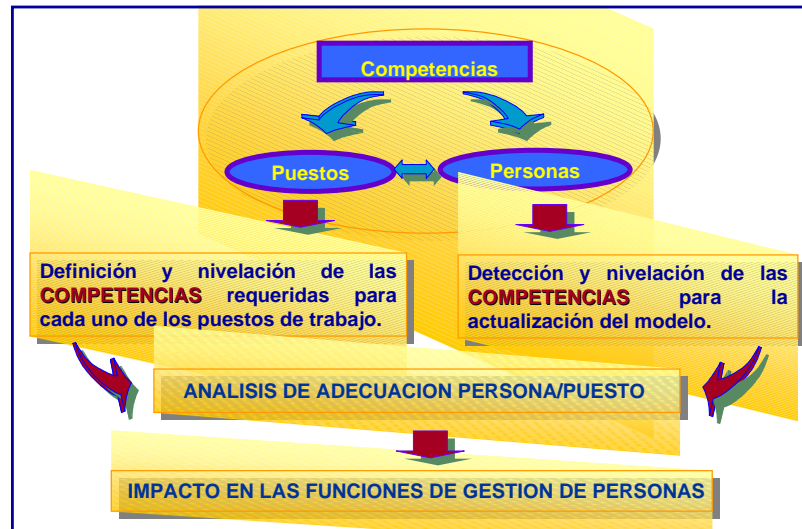 Competencias
Puestos
Personas
Definición y nivelación de las
COMPETENCIAS requeridas para
cada uno de los puestos de trabajo.
Detección y nivelación de las
COMPETENCIAS para la
actualización del modelo.
ANALISIS DE ADECUACION PERSONA/PUESTO
IMPACTO EN LAS FUNCIONES DE GESTION DE PERSONAS